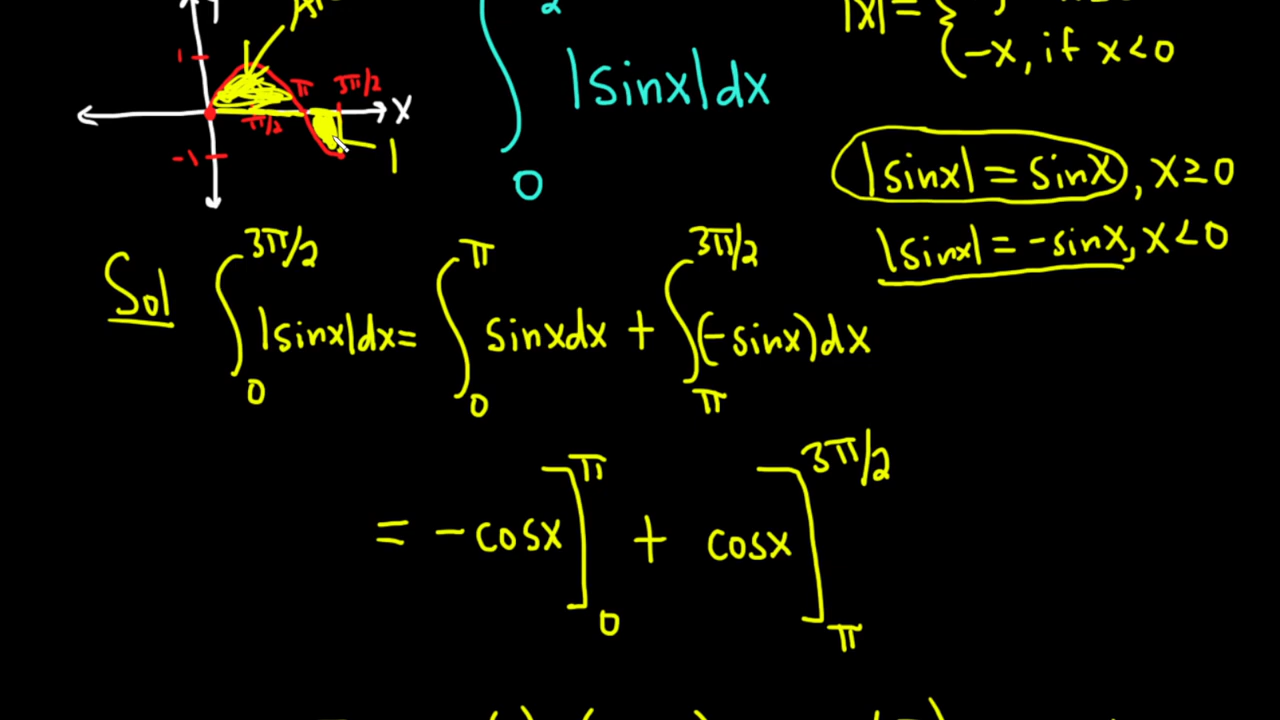 y
2
|x| = {
-x, if x<0
1
π
3π/2
x
π/2
-1
1
∫ |sinx|dx
0
|sinx| = sinx, x≥0
|sinx| = -sinx, x<0
Sol ∫₀^{3π/2} |sinx|dx = ∫₀^π sinxdx + ∫_π^{3π/2} (-sinx)dx
= -cosx]₀^π + cosx]_π^{3π/2}